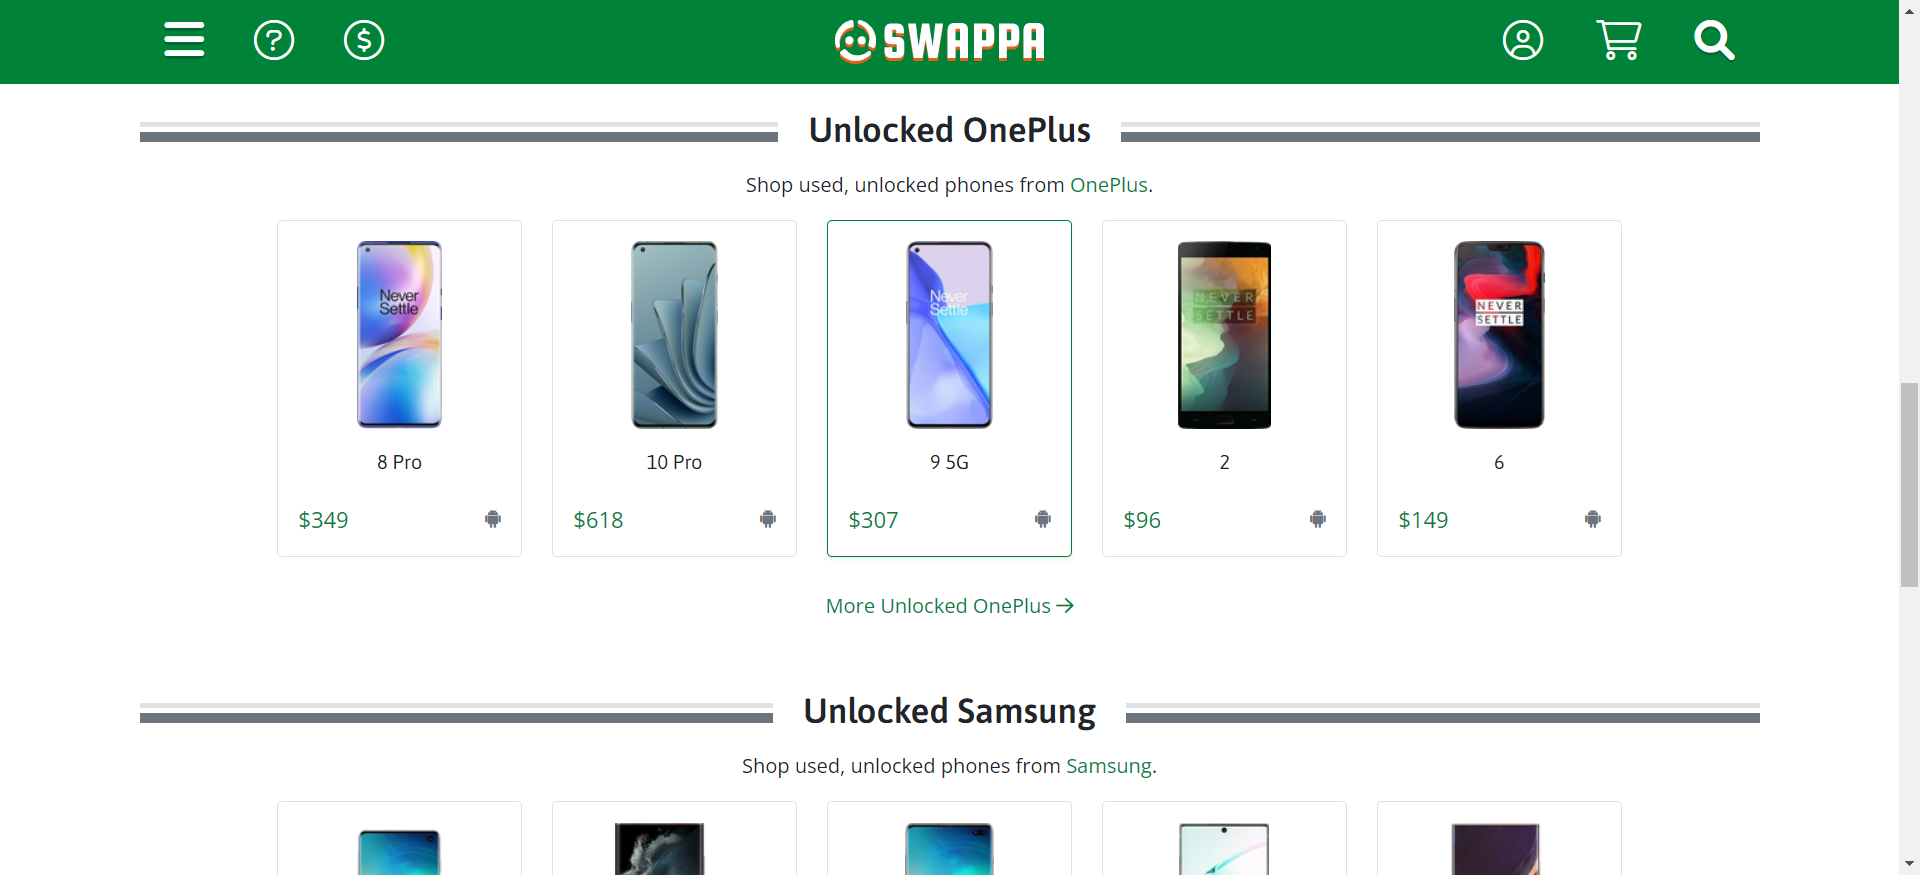 SWAPPA
Unlocked OnePlus
Shop used, unlocked phones from OnePlus.
Never
Settle
Never
Settle
NEVER
SETTLE
NEVER
SETTLE
8 Pro
10 Pro
9 5G
2
6
$349
$618
$307
$96
$149
More Unlocked OnePlus →
Unlocked Samsung
Shop used, unlocked phones from Samsung.